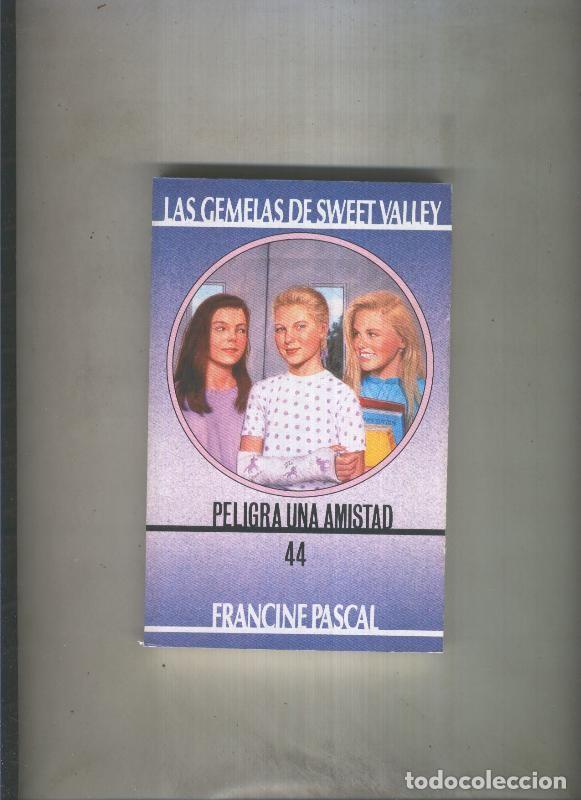 LAS GEMELAS DE SWEET VALLEY
PELIGRA UNA AMISTAD
44
FRANCINE PASCAL
todocoleccion